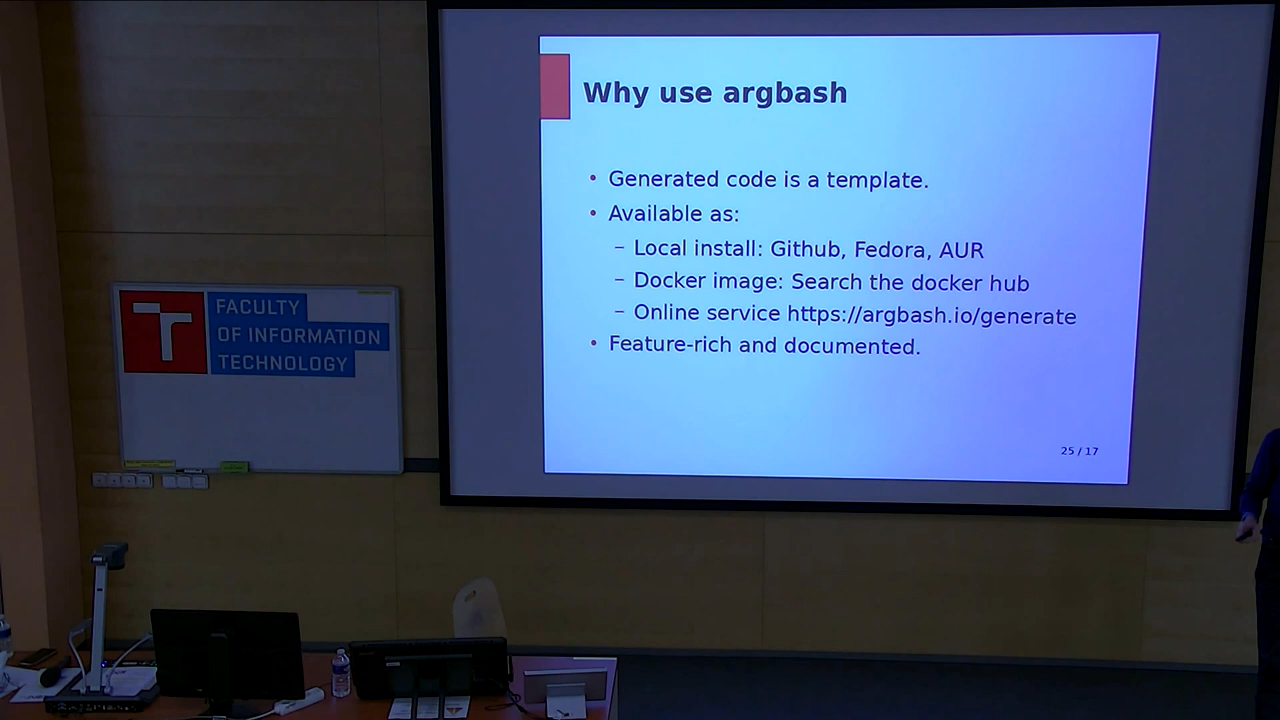 Why use argbash
• Generated code is a template.
• Available as:
– Local install: Github, Fedora, AUR
– Docker image: Search the docker hub
– Online service https://argbash.io/generate
• Feature-rich and documented.
25 / 17
FACULTY
OF INFORMATION
TECHNOLOGY